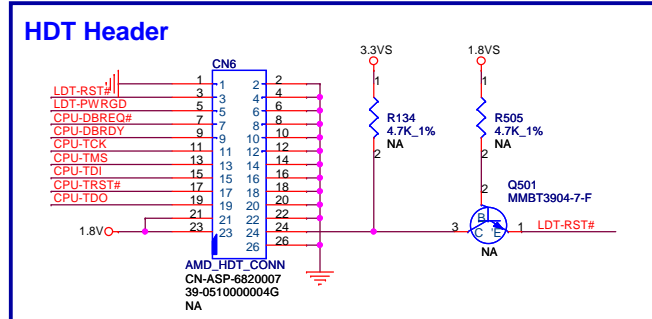 HDT Header
CN6
3.3VS
1.8VS
1 1 2 2
LDT-RST# 3 3 4 4
LDT-PWRGD 5 5 6 6
CPU-DBREQ# 7 7 8 8
CPU-DBRDY 9 9 10 10
CPU-TCK 11 11 12 12
CPU-TMS 13 13 14 14
CPU-TDI 15 15 16 16
CPU-TRST# 17 17 18 18
CPU-TDO 19 19 20 20
21 21 22 22
1.8V 23 23 24 24
26 26
AMD_HDT_CONN
CN-ASP-6820007
39-0510000004G
NA
1
R134
4.7K_1%
NA
2
1
R505
4.7K_1%
NA
2
2
Q501
MMBT3904-7-F
3 B C E 1 LDT-RST#
NA